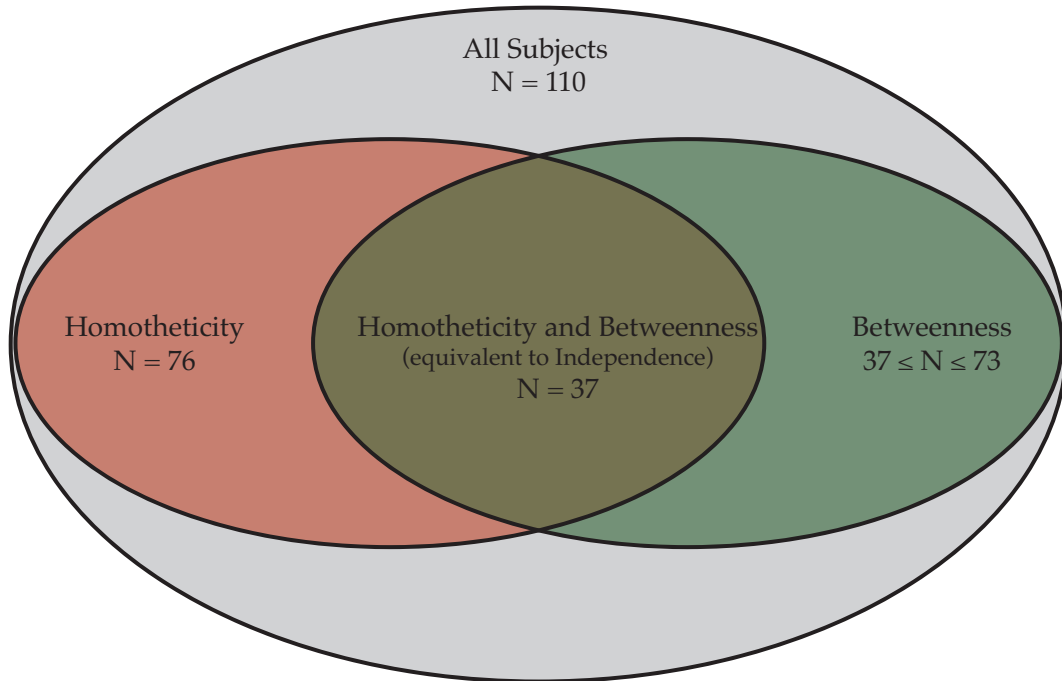 All Subjects
N = 110
Homotheticity
N = 76
Homotheticity and Betweenness
(equivalent to Independence)
N = 37
Betweenness
37 ≤ N ≤ 73